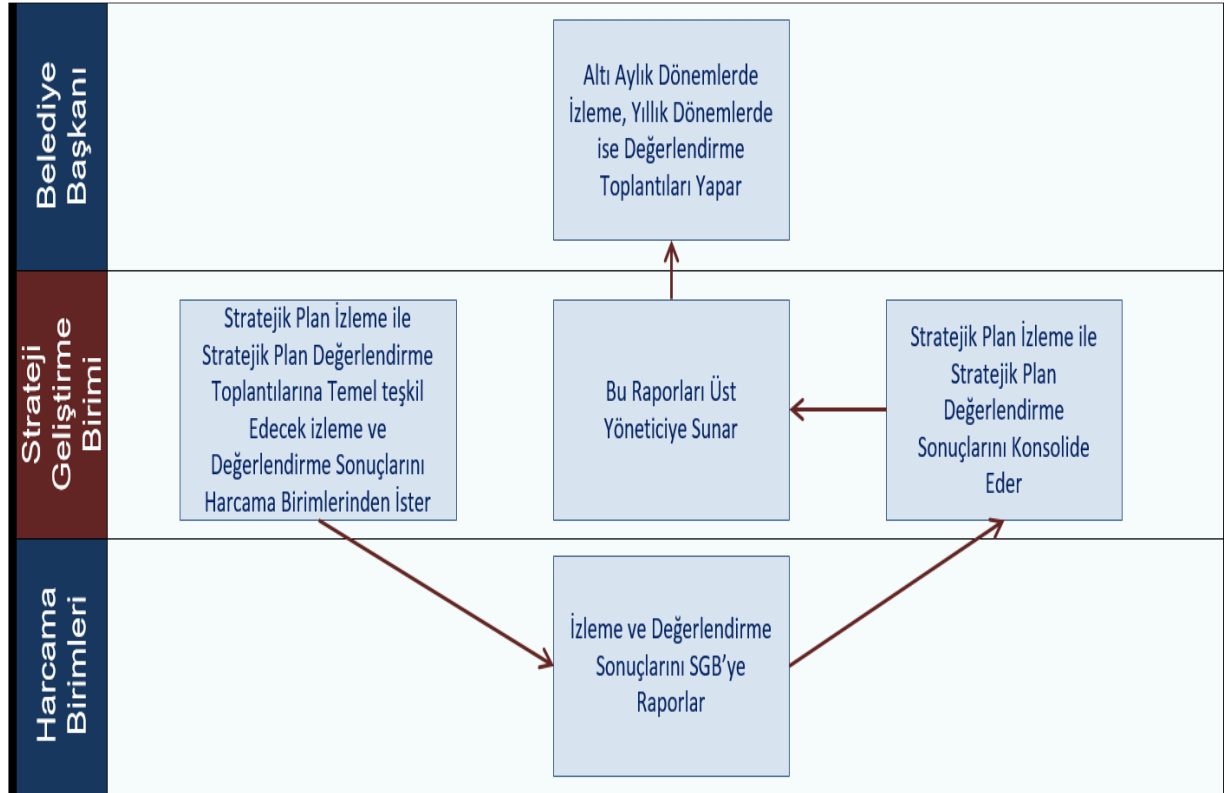 Belediye
Başkanı
Altı Aylık Dönemlerde
İzleme, Yıllık Dönemlerde
ise Değerlendirme
Toplantıları Yapar
Strateji
Geliştirme
Birimi
Stratejik Plan İzleme ile
Stratejik Plan Değerlendirme
Toplantılarına Temel teşkil
Edecek izleme ve
Değerlendirme Sonuçlarını
Harcama Birimlerinden İster
Bu Raporları Üst
Yöneticiye Sunar
Stratejik Plan İzleme ile
Stratejik Plan
Değerlendirme
Sonuçlarını Konsolide
Eder
Harcama
Birimleri
İzleme ve Değerlendirme
Sonuçlarını SGB’ye
Raporlar